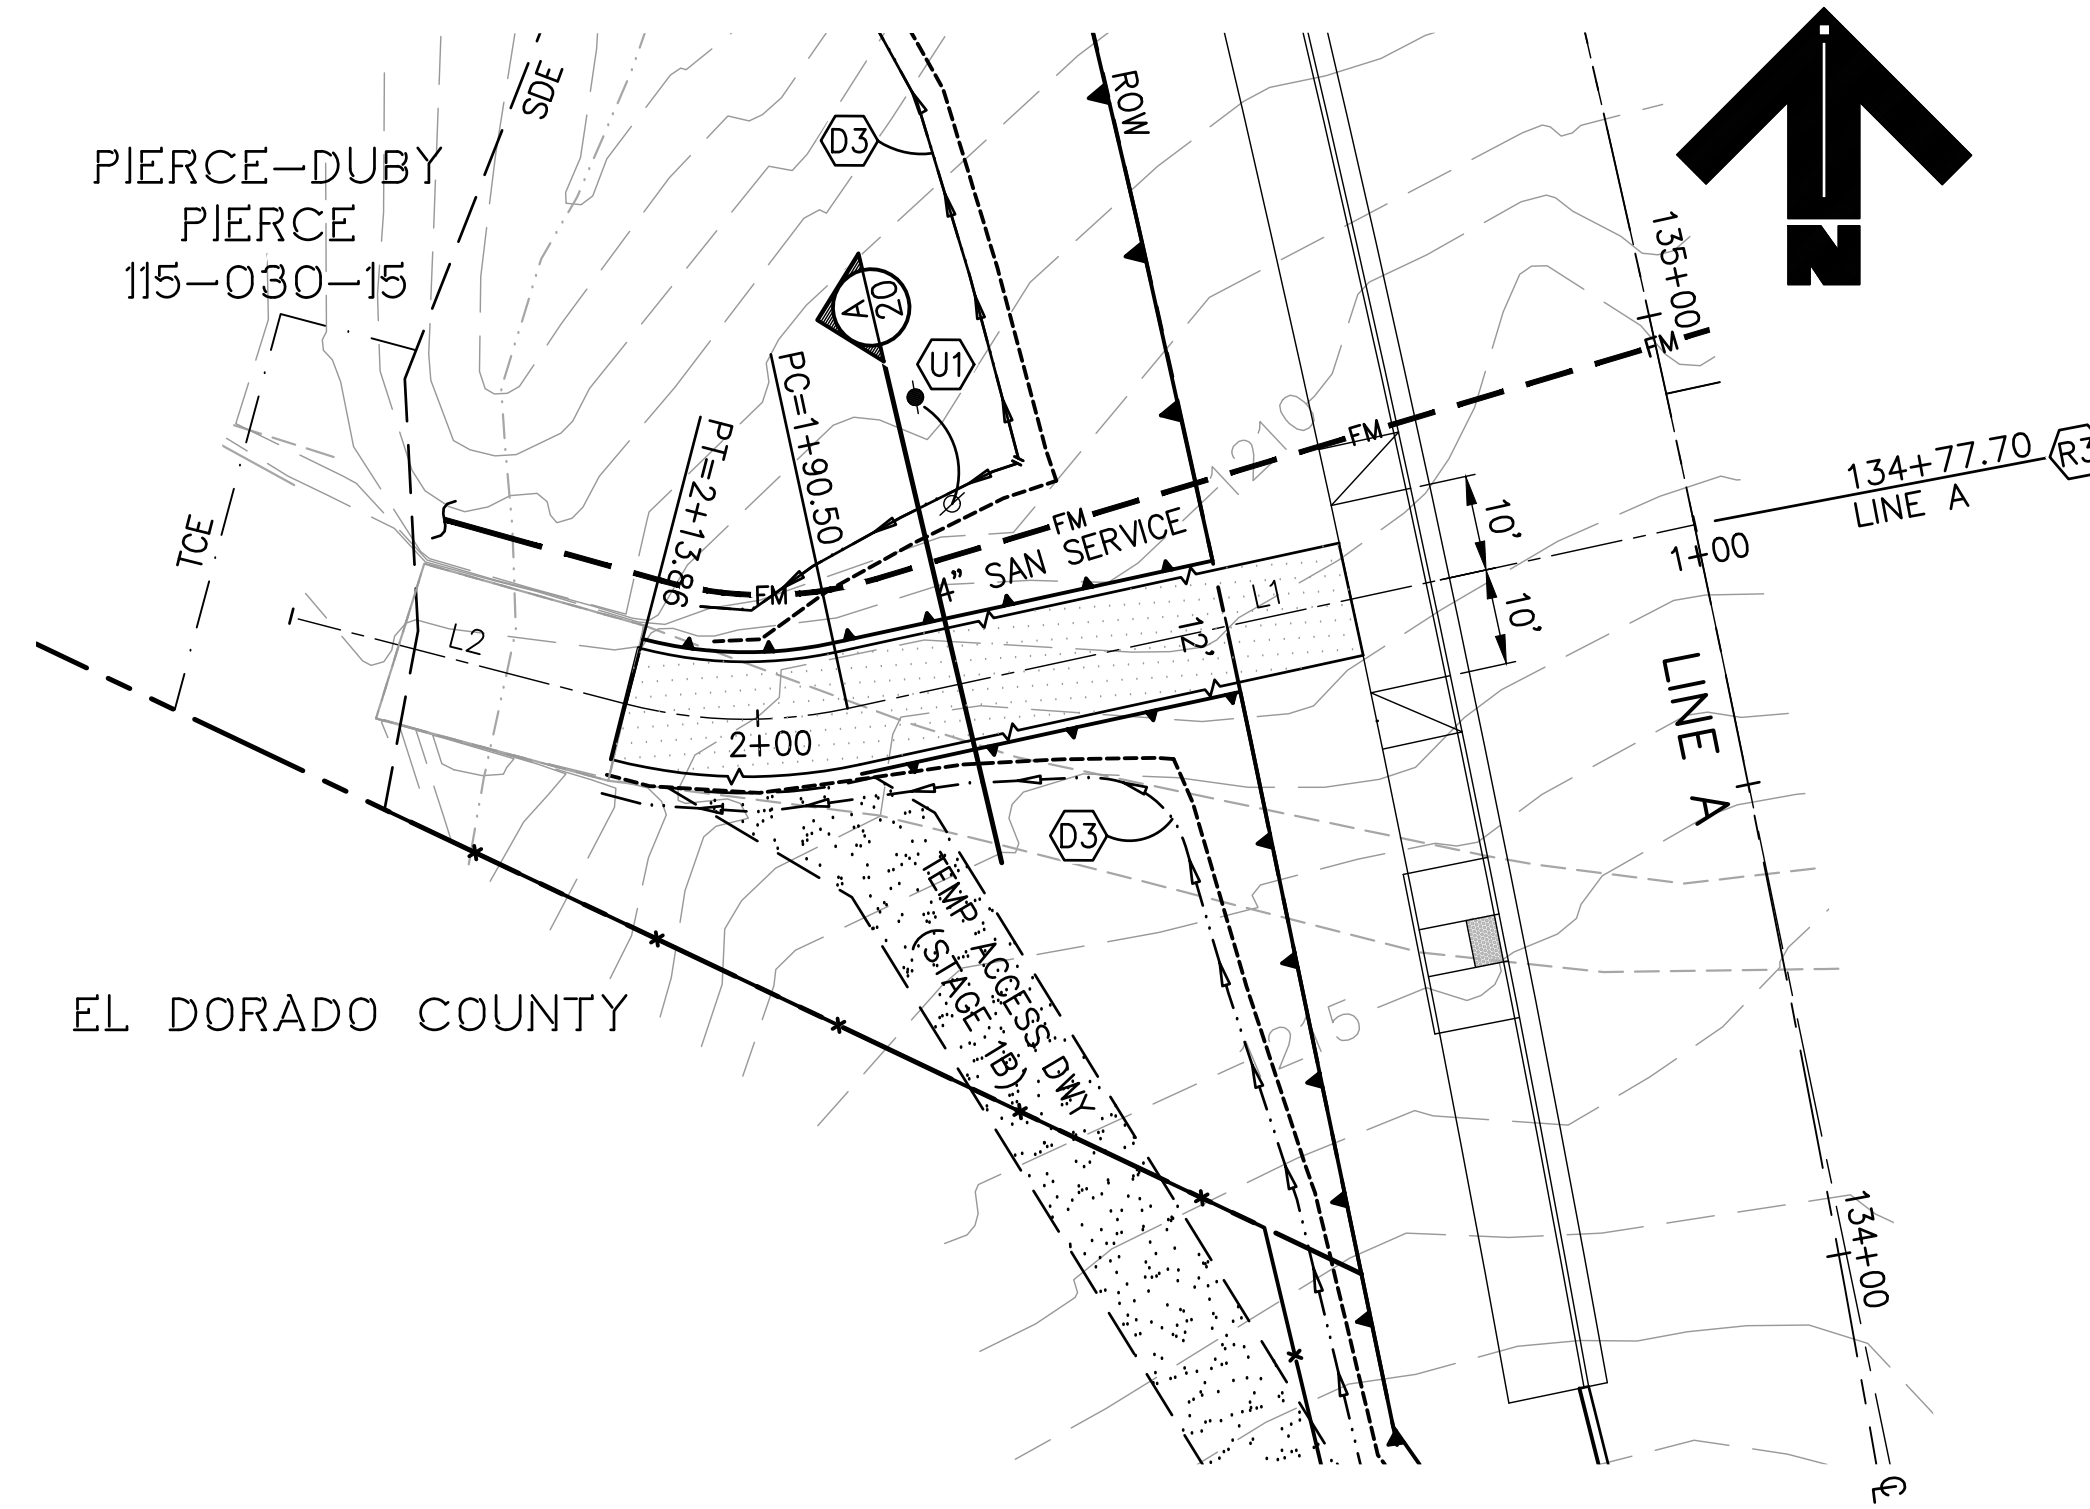 SDE
ROW
D3
N
PIERCE-DUBY
PIERCE
115-030-15
A
20
U1
135+00
FM
PC=1+90.50
PT=2+13.86
1210
FM
134+77.70
LINE A
R3
10'
10'
1+00
TCE
FM
FM
4" SAN SERVICE
L1
L2
12'
2+00
LINE A
D3
TEMP ACCESS DWY
(STAGE 1B)
EL DORADO COUNTY
134+00